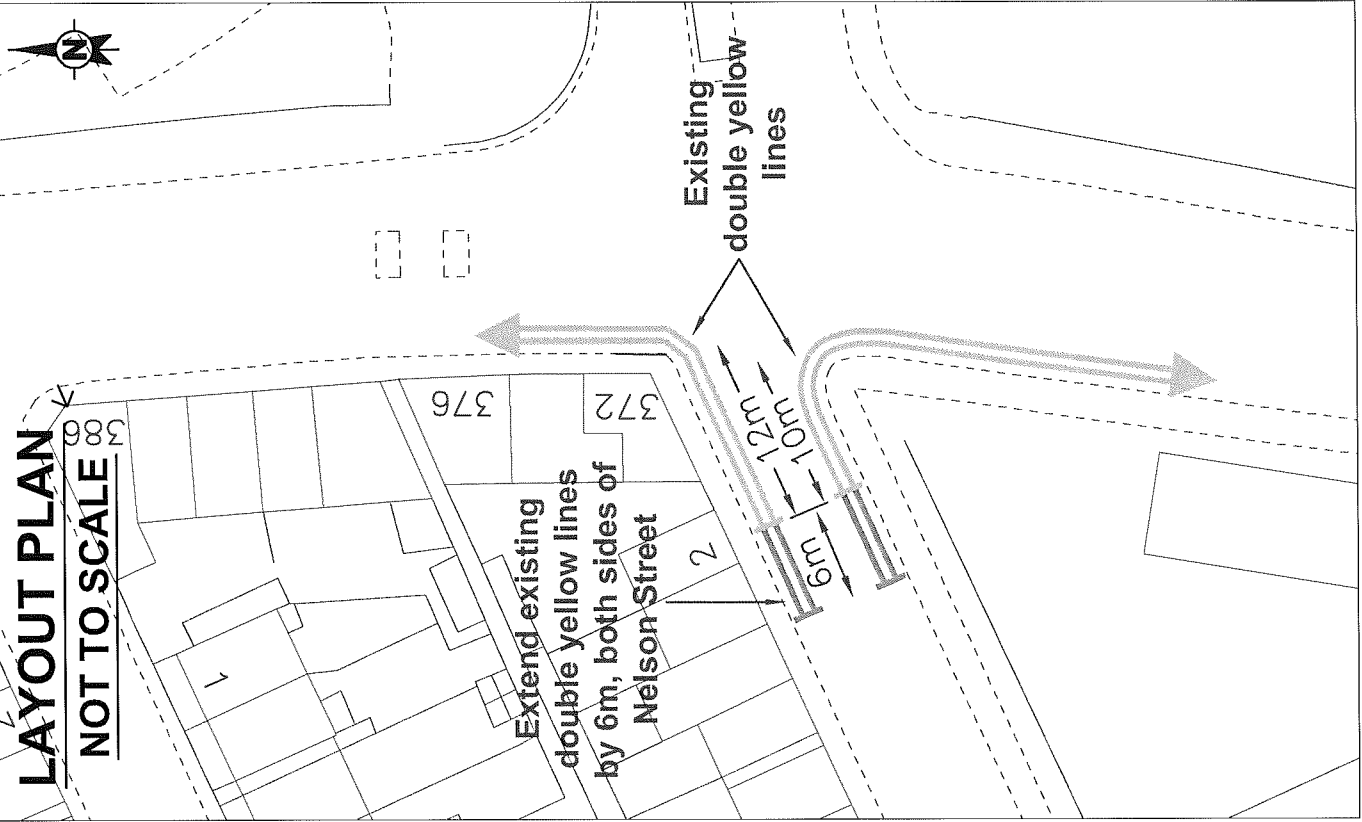 LAYOUT PLAN
NOT TO SCALE
N
386
376
372
1
2
Extend existing
double yellow lines
by 6m, both sides of
Nelson Street
Existing
double yellow
lines
12m
10m
6m